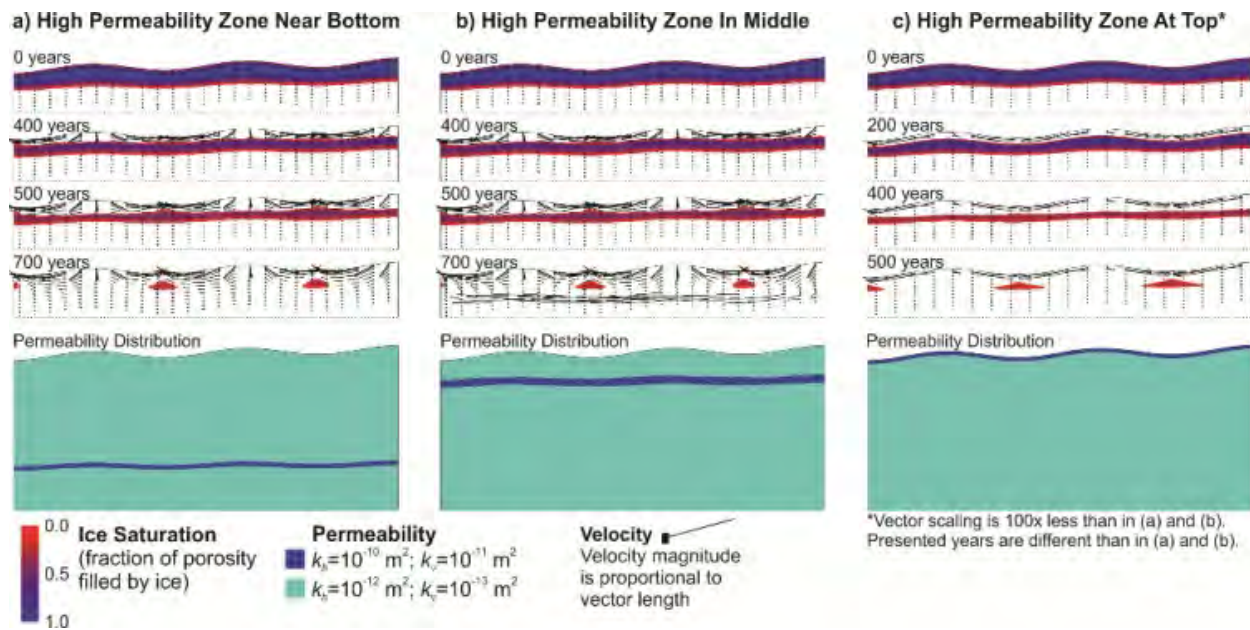 a) High Permeability Zone Near Bottom
0 years
400 years
500 years
700 years
Permeability Distribution
b) High Permeability Zone In Middle
0 years
400 years
500 years
700 years
Permeability Distribution
c) High Permeability Zone At Top*
0 years
200 years
400 years
500 years
Permeability Distribution
0.0
0.5
1.0
Ice Saturation
(fraction of porosity
filled by ice)
Permeability
kₕ=10⁻¹⁰ m²; kᵥ=10⁻¹¹ m²
kₕ=10⁻¹² m²; kᵥ=10⁻¹³ m²
Velocity
Velocity magnitude
is proportional to
vector length
*Vector scaling is 100x less than in (a) and (b).
Presented years are different than in (a) and (b).